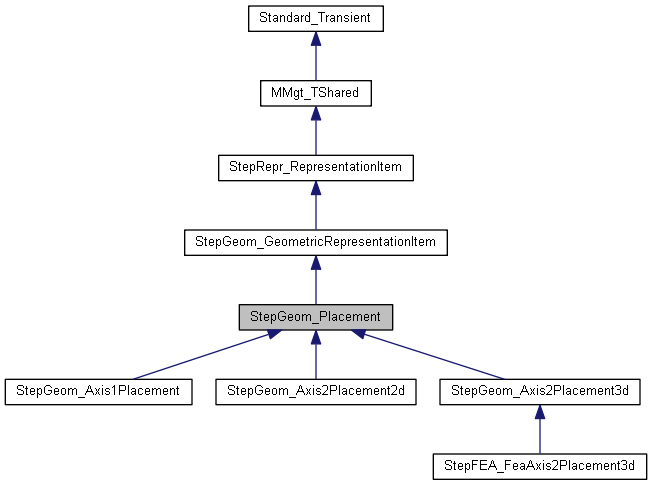 Standard_Transient
MMgt_TShared
StepRepr_RepresentationItem
StepGeom_GeometricRepresentationItem
StepGeom_Placement
StepGeom_Axis1Placement
StepGeom_Axis2Placement2d
StepGeom_Axis2Placement3d
StepFEA_FeaAxis2Placement3d